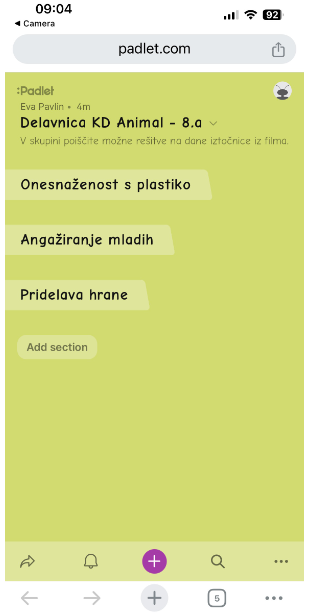 09:04
92
◀ Camera
padlet.com
:Padlet
Eva Pavlin • 4m
Delavnica KD Animal - 8.a
V skupini poiščite možne rešitve na dane iztočnice iz filma.
Onesnaženost s plastiko
Angažiranje mladih
Pridelava hrane
Add section
5